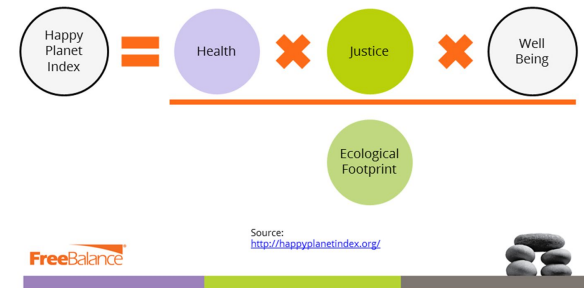 Happy
Planet
Index
=
Health
×
Justice
×
Well
Being
Ecological
Footprint
Source:
http://happyplanetindex.org/
FreeBalance